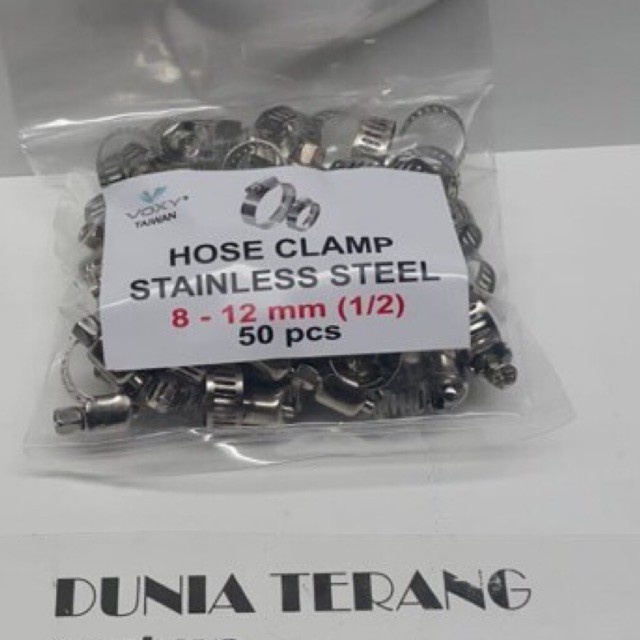 VOXY
TAIWAN
HOSE CLAMP
STAINLESS STEEL
8 - 12 mm (1/2)
50 pcs
DUNIA TERANG